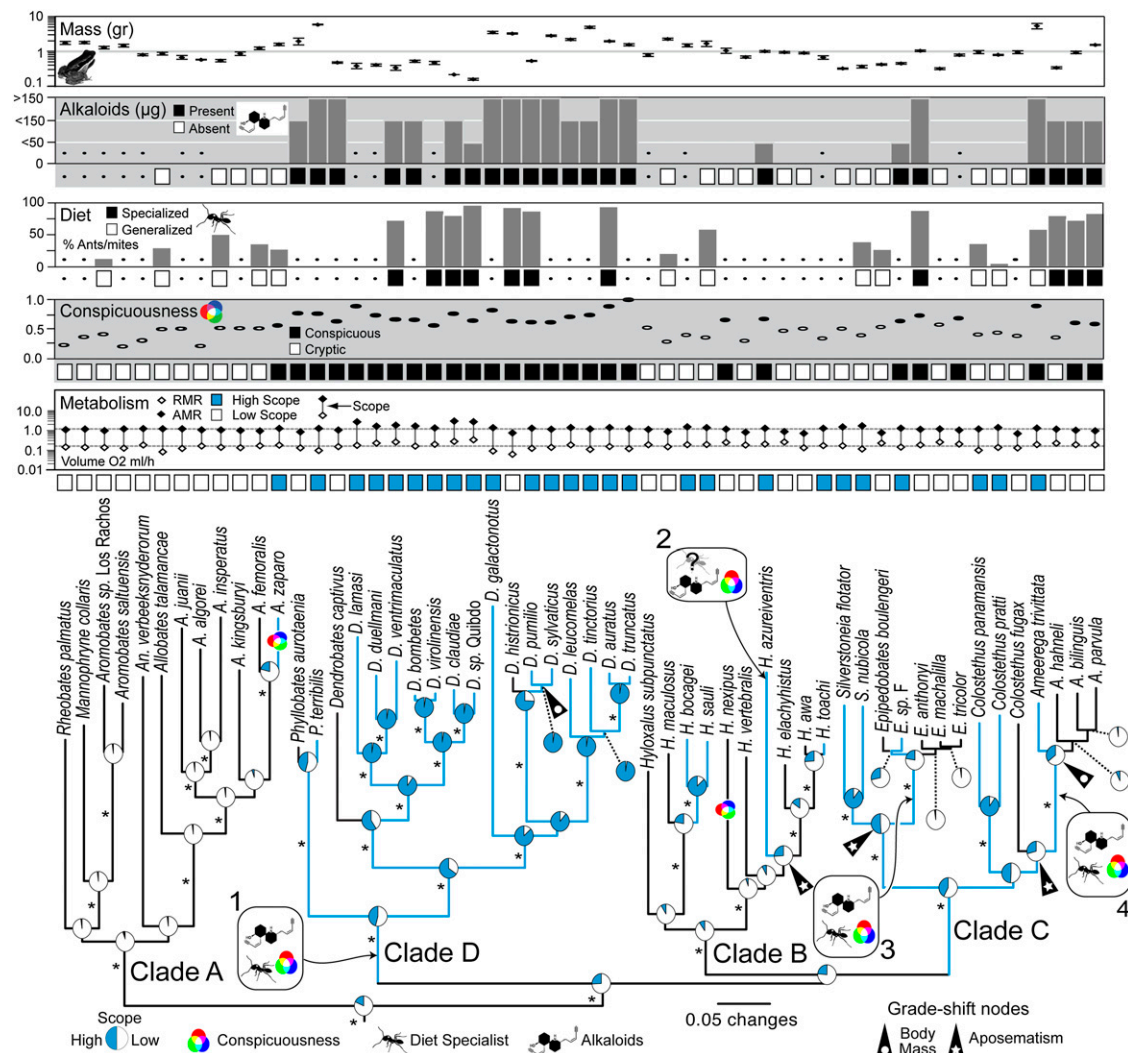 Mass (gr)
10
1
0.1
Alkaloids (µg)
Present
Absent
>150
<150
<50
0
Diet
Specialized
Generalized
% Ants/mites
100
50
0
Conspicuousness
Conspicuous
Cryptic
1.0
0.5
0.0
Metabolism
RMR
AMR
High Scope
Low Scope
Scope
10.0
1.0
0.1
0.01
Volume O2 ml/h
Rheobates palmatus
Mannophryne collaris
Aromobates sp. Los Rachos
Aromobates saltuensis
An. verbeeksnyderorum
Allobates talamancae
A. juanii
A. algorei
A. insperatus
A. kingsburyi
A. femoralis
A. zaparo
Phyllobates aurotaenia
P. terribilis
Dendrobates captivus
D. lamasi
D. duellmani
D. ventrimaculatus
D. bombetes
D. virolinensis
D. claudiae
D. sp. Quibdo
D. galactonotus
D. histrionicus
D. pumilio
D. sylvaticus
D. leucomelas
D. tinctorius
D. auratus
D. truncatus
Hyloxalus subpunctatus
H. maculosus
H. bocagei
H. sauli
H. nexipus
H. vertebralis
H. azureiventris
H. elachyhistus
H. awa
H. toachi
Silverstoneia flotator
S. nubicola
Epipedobates boulengeri
E. sp. F
E. anthonyi
E. machalilla
E. tricolor
Colostethus panamansis
Colostethus pratti
Colostethus fugax
Ameerega trivittata
A. hahneli
A. bilinguis
A. parvula
2
?
1
3
4
Clade A
Clade D
Clade B
Clade C
0.05 changes
Scope
High
Low
Conspicuousness
Diet Specialist
Alkaloids
Grade-shift nodes
Body Mass
Aposematism